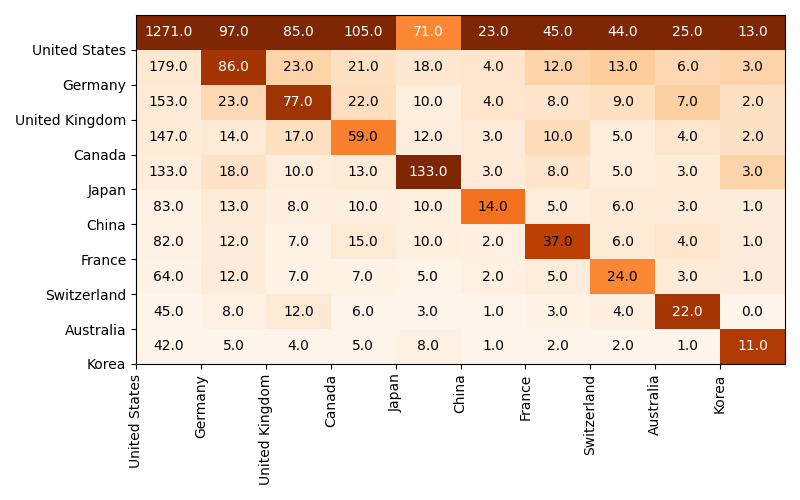 1271.0 97.0 85.0 105.0 71.0 23.0 45.0 44.0 25.0 13.0
United States
179.0 86.0 23.0 21.0 18.0 4.0 12.0 13.0 6.0 3.0
Germany
153.0 23.0 77.0 22.0 10.0 4.0 8.0 9.0 7.0 2.0
United Kingdom
147.0 14.0 17.0 59.0 12.0 3.0 10.0 5.0 4.0 2.0
Canada
133.0 18.0 10.0 13.0 133.0 3.0 8.0 5.0 3.0 3.0
Japan
83.0 13.0 8.0 10.0 10.0 14.0 5.0 6.0 3.0 1.0
China
82.0 12.0 7.0 15.0 10.0 2.0 37.0 6.0 4.0 1.0
France
64.0 12.0 7.0 7.0 5.0 2.0 5.0 24.0 3.0 1.0
Switzerland
45.0 8.0 12.0 6.0 3.0 1.0 3.0 4.0 22.0 0.0
Australia
42.0 5.0 4.0 5.0 8.0 1.0 2.0 2.0 1.0 11.0
Korea
United States
Germany
United Kingdom
Canada
Japan
China
France
Switzerland
Australia
Korea